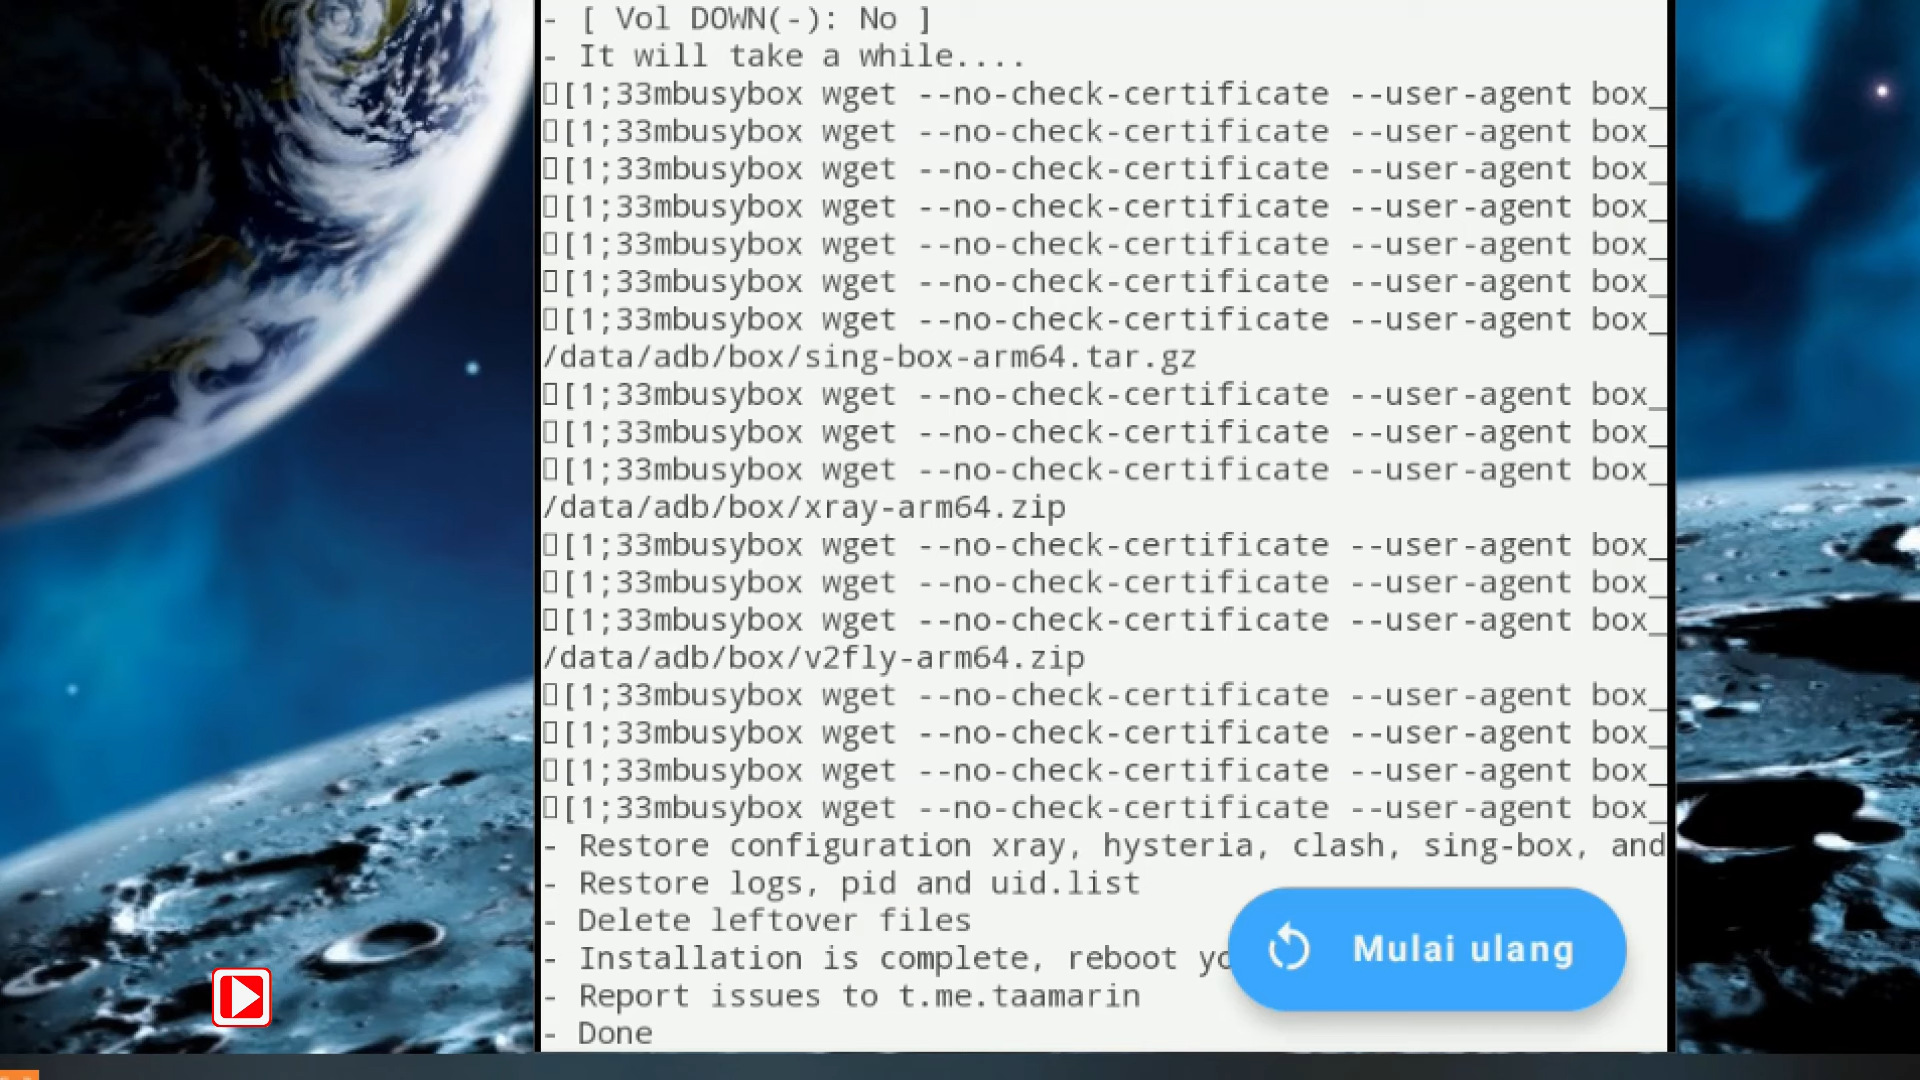 - [ Vol DOWN(-): No ]
- It will take a while....
[1;33mbusybox wget --no-check-certificate --user-agent box_
[1;33mbusybox wget --no-check-certificate --user-agent box_
[1;33mbusybox wget --no-check-certificate --user-agent box_
[1;33mbusybox wget --no-check-certificate --user-agent box_
[1;33mbusybox wget --no-check-certificate --user-agent box_
[1;33mbusybox wget --no-check-certificate --user-agent box_
[1;33mbusybox wget --no-check-certificate --user-agent box_
/data/adb/box/sing-box-arm64.tar.gz
[1;33mbusybox wget --no-check-certificate --user-agent box_
[1;33mbusybox wget --no-check-certificate --user-agent box_
[1;33mbusybox wget --no-check-certificate --user-agent box_
/data/adb/box/xray-arm64.zip
[1;33mbusybox wget --no-check-certificate --user-agent box_
[1;33mbusybox wget --no-check-certificate --user-agent box_
[1;33mbusybox wget --no-check-certificate --user-agent box_
/data/adb/box/v2fly-arm64.zip
[1;33mbusybox wget --no-check-certificate --user-agent box_
[1;33mbusybox wget --no-check-certificate --user-agent box_
[1;33mbusybox wget --no-check-certificate --user-agent box_
[1;33mbusybox wget --no-check-certificate --user-agent box_
- Restore configuration xray, hysteria, clash, sing-box, and
- Restore logs, pid and uid.list
- Delete leftover files
- Installation is complete, reboot
- Report issues to t.me.taamarin
- Done
Mulai ulang